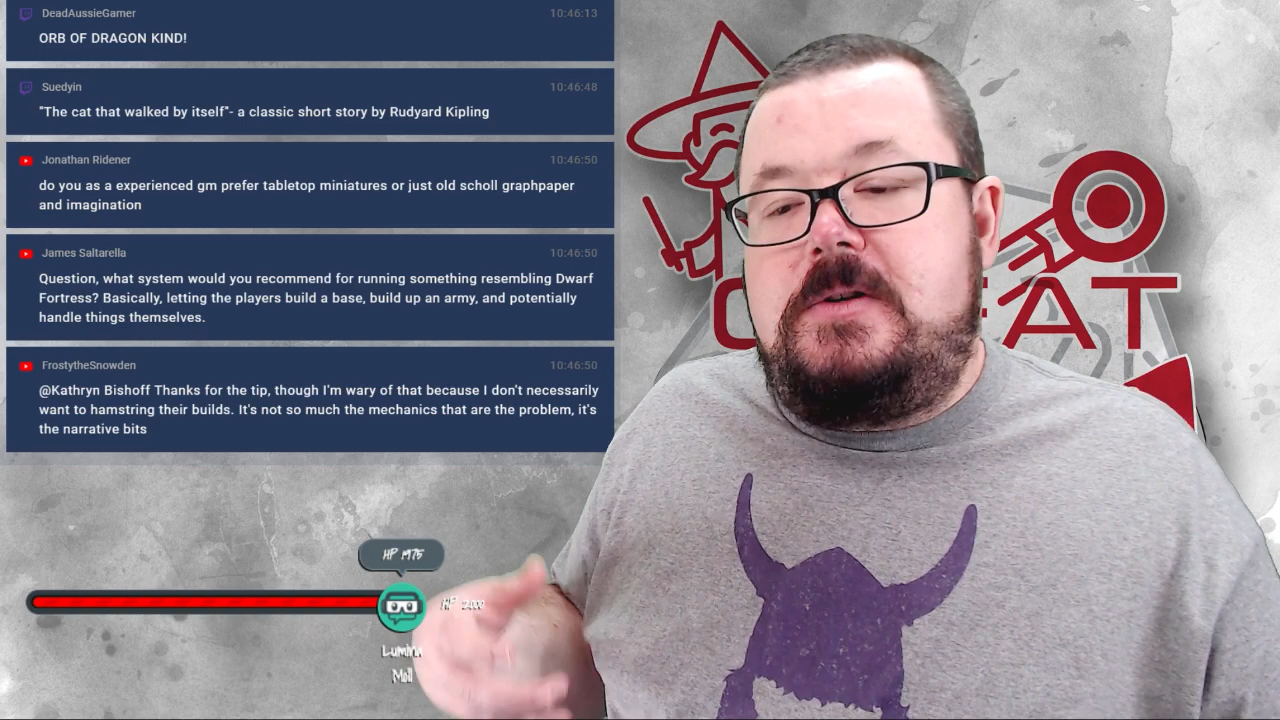 DeadAussieGamer 10:46:13
ORB OF DRAGON KIND!
Suedyin 10:46:48
"The cat that walked by itself"- a classic short story by Rudyard Kipling
Jonathan Ridener 10:46:50
do you as a experienced gm prefer tabletop miniatures or just old scholl graphpaper
and imagination
James Saltarella 10:46:50
Question, what system would you recommend for running something resembling Dwarf
Fortress? Basically, letting the players build a base, build up an army, and potentially
handle things themselves.
FrostytheSnowden 10:46:50
@Kathryn Bishoff Thanks for the tip, though I'm wary of that because I don't necessarily
want to hamstring their builds. It's not so much the mechanics that are the problem, it's
the narrative bits
HP 1975
HP